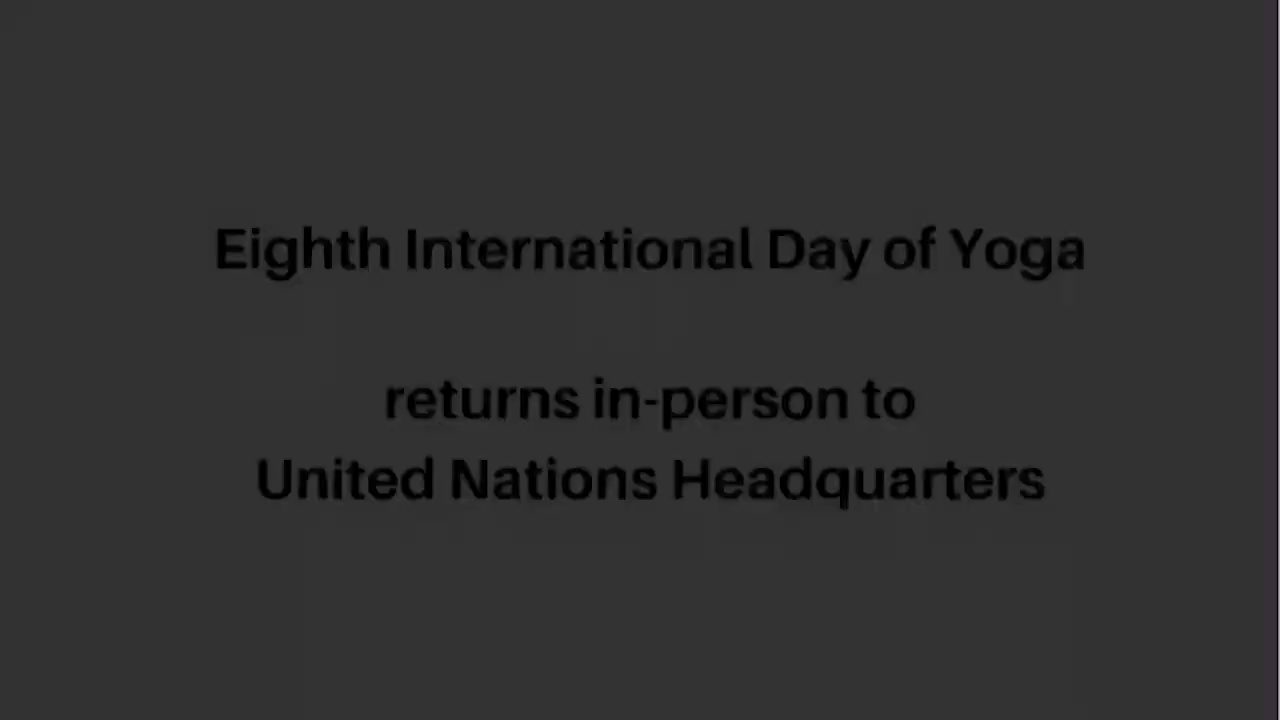 Eighth International Day of Yoga
returns in-person to
United Nations Headquarters